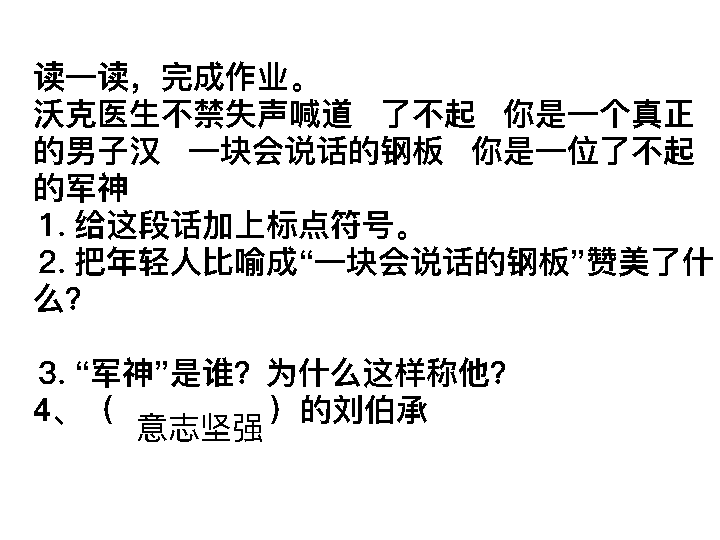 读一读，完成作业。
沃克医生不禁失声喊道 了不起 你是一个真正
的男子汉 一块会说话的钢板 你是一位了不起
的军神
1. 给这段话加上标点符号。
2. 把年轻人比喻成“一块会说话的钢板”赞美了什
么？
3. “军神”是谁？为什么这样称他？
4、（ 意志坚强 ）的刘伯承